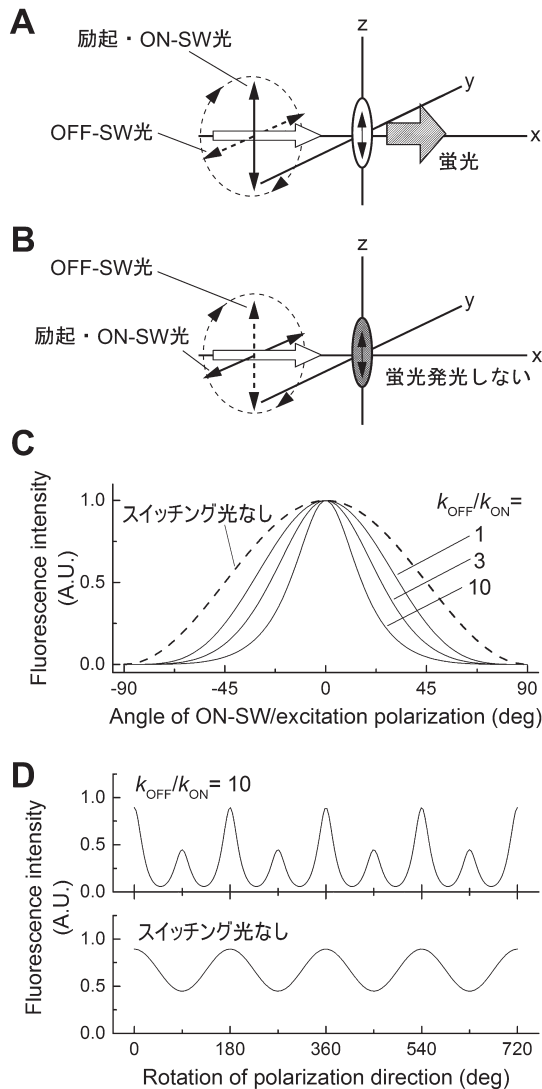 A
励起・ON-SW光
OFF-SW光
z
y
x
蛍光
B
OFF-SW光
励起・ON-SW光
z
y
x
蛍光発光しない
C
Fluorescence intensity
(A.U.)
1.0
0.5
0.0
スイッチング光なし
kOFF/kON=
1
3
10
-90
-45
0
45
90
Angle of ON-SW/excitation polarization (deg)
D
Fluorescence intensity
(A.U.)
1.0
0.5
0.0
kOFF/kON= 10
1.0
0.5
0.0
スイッチング光なし
0
180
360
540
720
Rotation of polarization direction (deg)